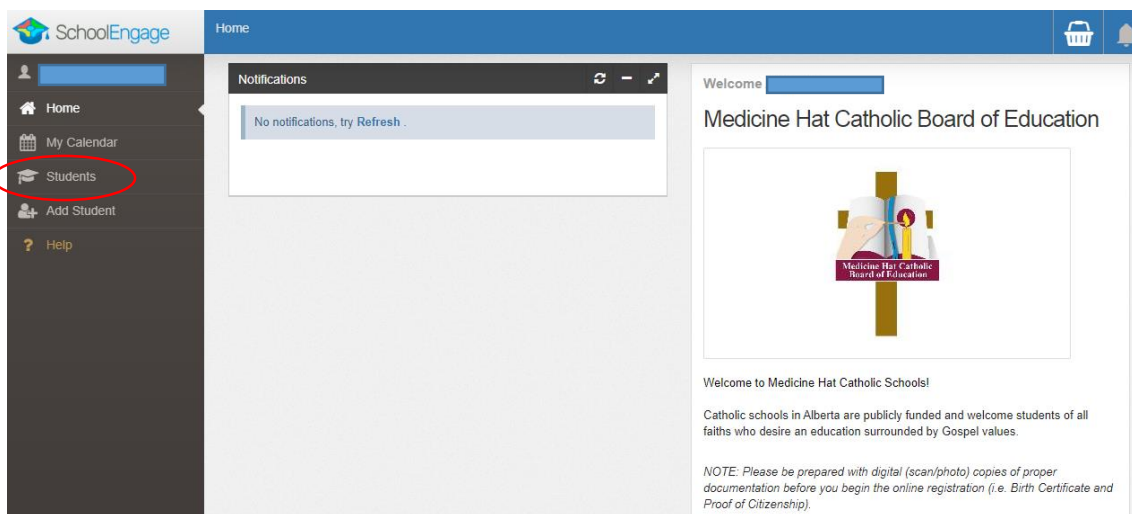 SchoolEngage
Home
Home
My Calendar
Students
Add Student
? Help
Notifications
No notifications, try Refresh .
Welcome
Medicine Hat Catholic Board of Education
Medicine Hat Catholic
Board of Education
Welcome to Medicine Hat Catholic Schools!
Catholic schools in Alberta are publicly funded and welcome students of all
faiths who desire an education surrounded by Gospel values.
NOTE: Please be prepared with digital (scan/photo) copies of proper
documentation before you begin the online registration (i.e. Birth Certificate and
Proof of Citizenship).